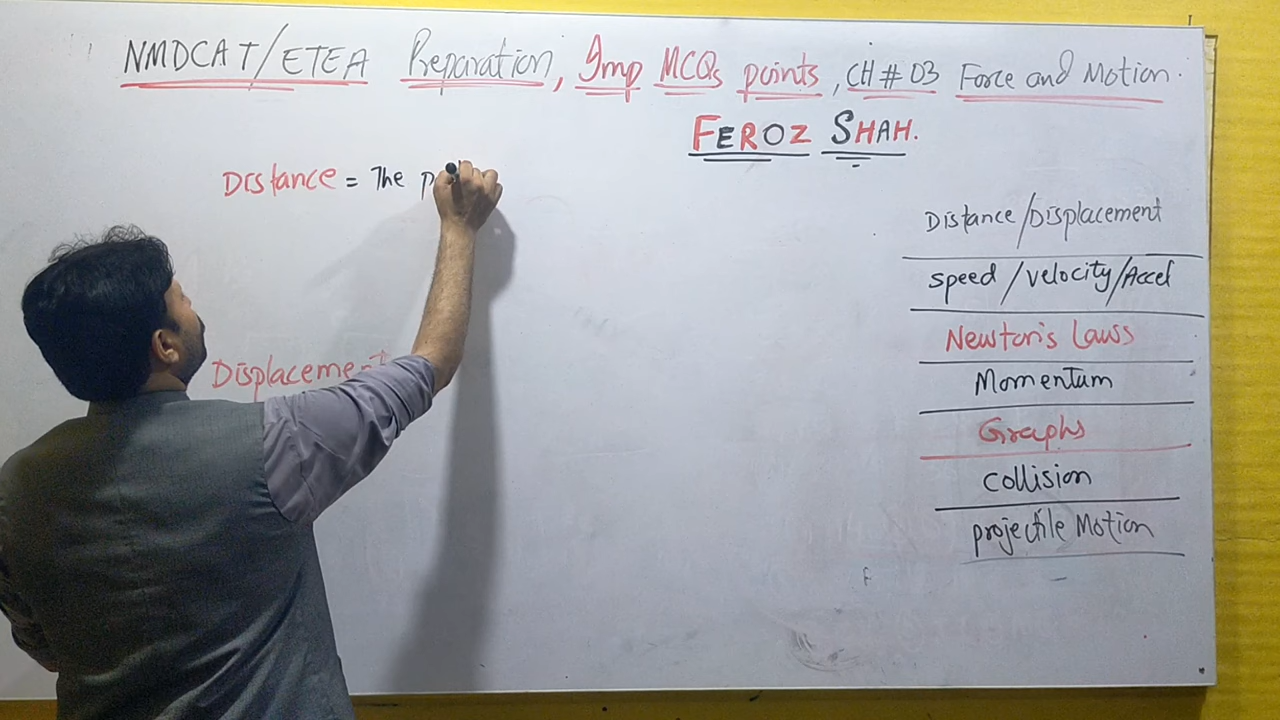 NMDCAT/ETEA Preparation, Imp MCQs points, CH # 03 Force and Motion.
FEROZ SHAH.
Distance = The p
Displacement
Distance/Displacement
speed/velocity/Accel
Newton's Laws
Momentum
Graphs
collision
projectile Motion